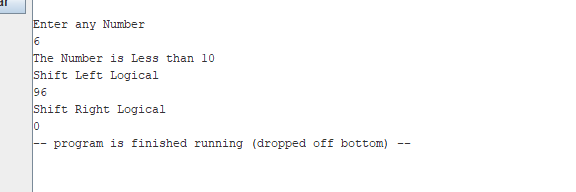 ar
Enter any Number
6
The Number is Less than 10
Shift Left Logical
96
Shift Right Logical
0
-- program is finished running (dropped off bottom) --